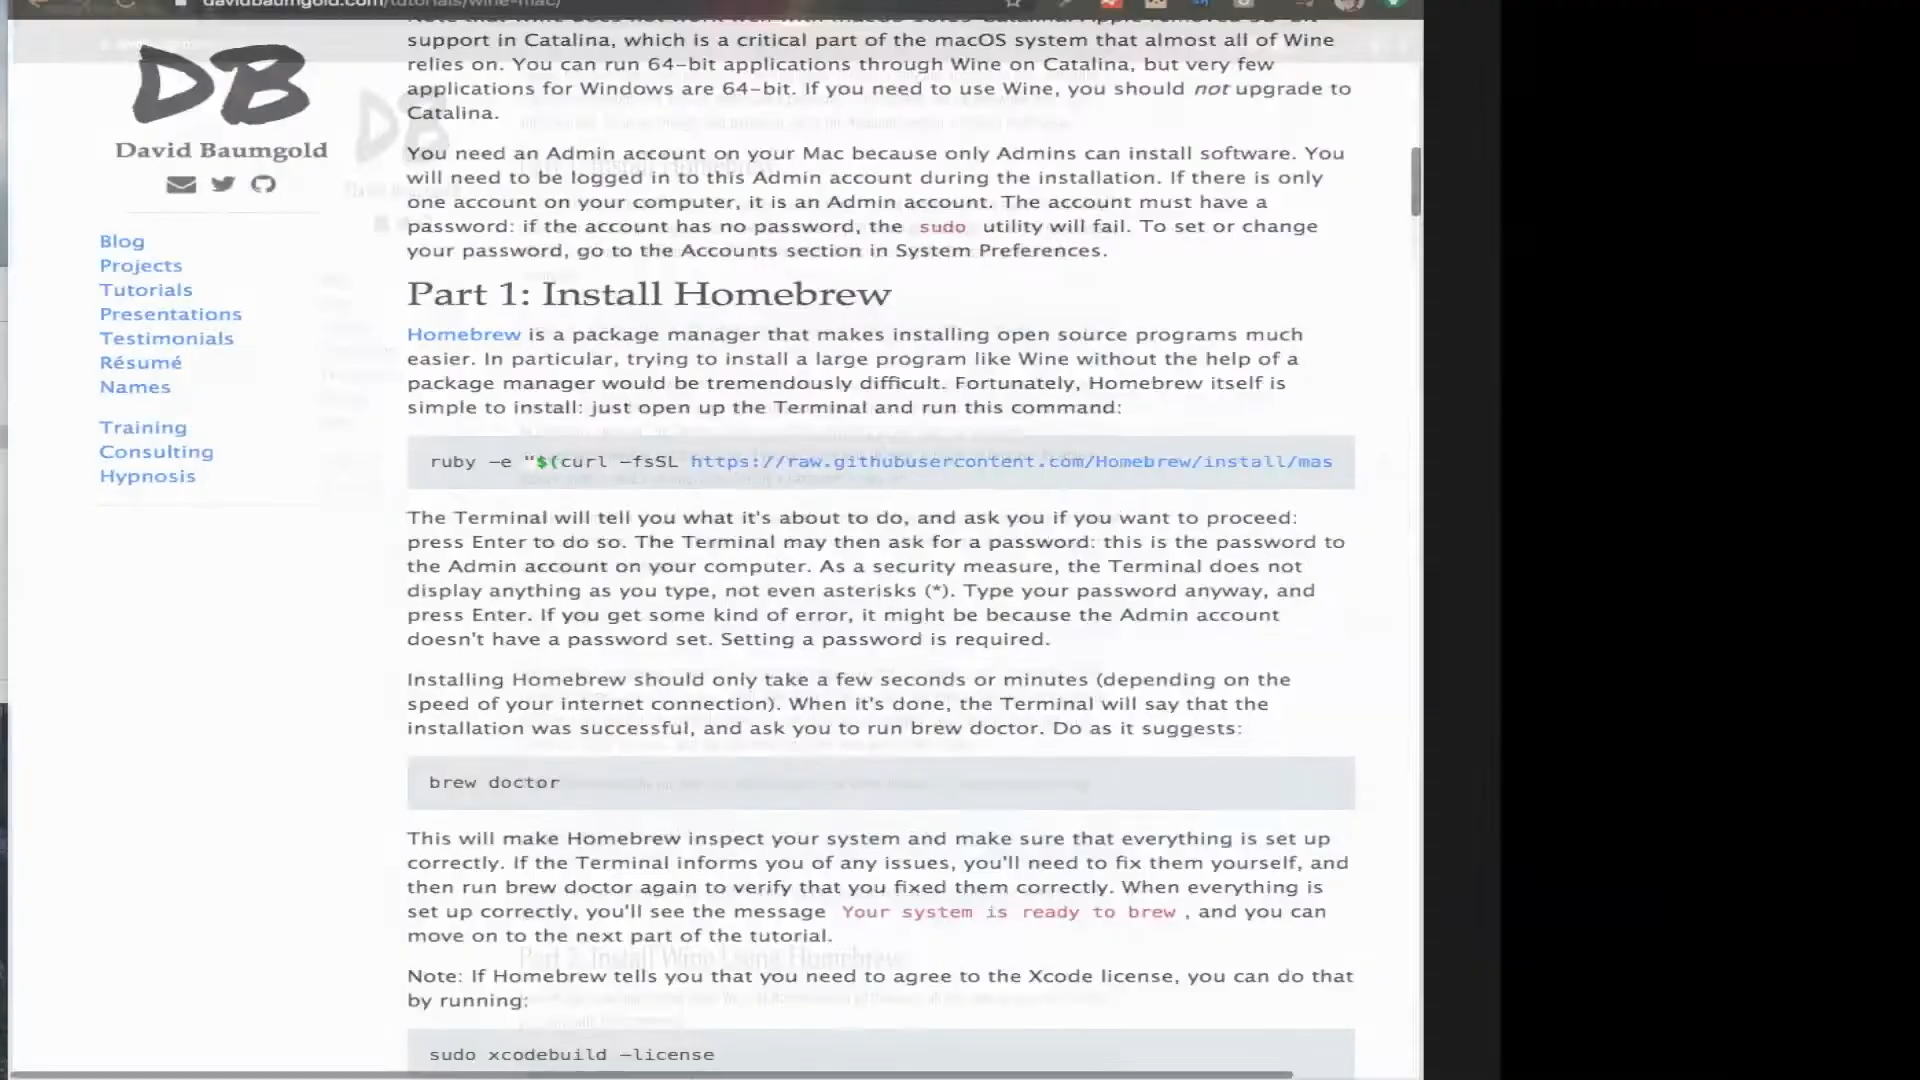 davidbaumgold.com/tutorials/wine-mac/
support in Catalina, which is a critical part of the macOS system that almost all of Wine
relies on. You can run 64-bit applications through Wine on Catalina, but very few
applications for Windows are 64-bit. If you need to use Wine, you should not upgrade to
Catalina.
DB
David Baumgold
Blog
Projects
Tutorials
Presentations
Testimonials
Résumé
Names
Training
Consulting
Hypnosis
You need an Admin account on your Mac because only Admins can install software. You
will need to be logged in to this Admin account during the installation. If there is only
one account on your computer, it is an Admin account. The account must have a
password: if the account has no password, the sudo utility will fail. To set or change
your password, go to the Accounts section in System Preferences.
Part 1: Install Homebrew
Homebrew is a package manager that makes installing open source programs much
easier. In particular, trying to install a large program like Wine without the help of a
package manager would be tremendously difficult. Fortunately, Homebrew itself is
simple to install: just open up the Terminal and run this command:
ruby -e "$(curl -fsSL https://raw.githubusercontent.com/Homebrew/install/mas
The Terminal will tell you what it's about to do, and ask you if you want to proceed:
press Enter to do so. The Terminal may then ask for a password: this is the password to
the Admin account on your computer. As a security measure, the Terminal does not
display anything as you type, not even asterisks (*). Type your password anyway, and
press Enter. If you get some kind of error, it might be because the Admin account
doesn't have a password set. Setting a password is required.
Installing Homebrew should only take a few seconds or minutes (depending on the
speed of your internet connection). When it's done, the Terminal will say that the
installation was successful, and ask you to run brew doctor. Do as it suggests:
brew doctor
This will make Homebrew inspect your system and make sure that everything is set up
correctly. If the Terminal informs you of any issues, you'll need to fix them yourself, and
then run brew doctor again to verify that you fixed them correctly. When everything is
set up correctly, you'll see the message Your system is ready to brew , and you can
move on to the next part of the tutorial.
Part 2: Install Wine Using Homebrew
Note: If Homebrew tells you that you need to agree to the Xcode license, you can do that
by running:
sudo xcodebuild -license